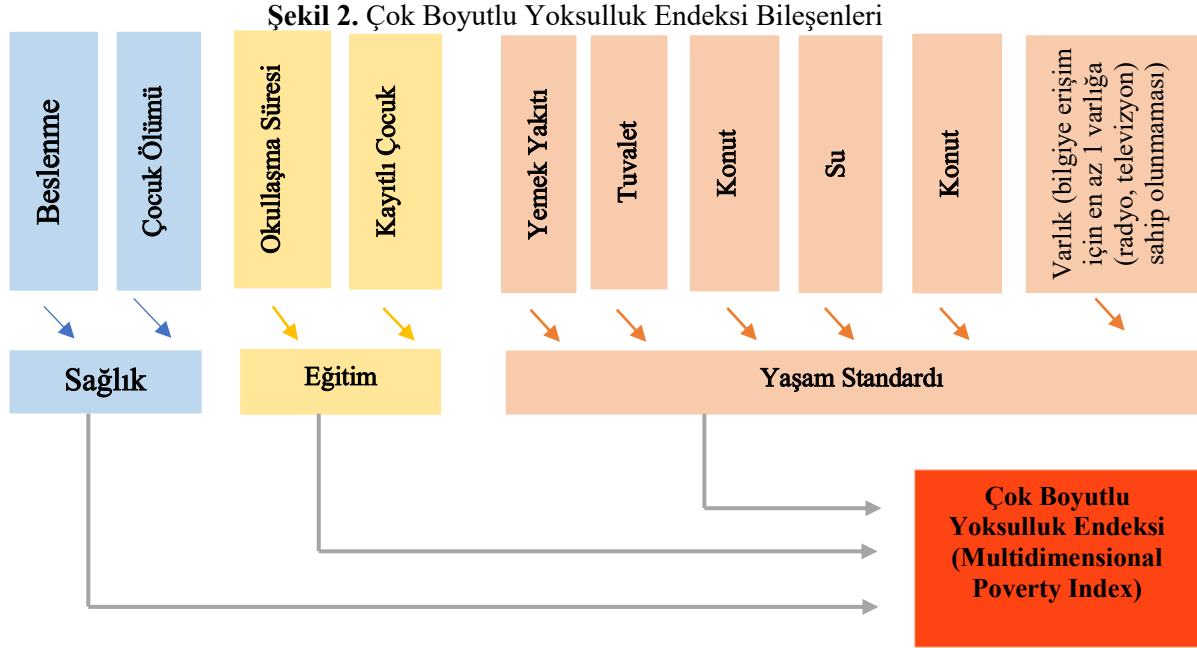 Şekil 2. Çok Boyutlu Yoksulluk Endeksi Bileşenleri
Beslenme
Çocuk Ölümü
Okullaşma Süresi
Kayıtlı Çocuk
Yemek Yakıtı
Tuvalet
Konut
Su
Konut
Varlık (bilgiye erişim
için en az 1 varlığa
(radyo, televizyon)
sahip olunmaması)
Sağlık
Eğitim
Yaşam Standardı
Çok Boyutlu
Yoksulluk Endeksi
(Multidimensional
Poverty Index)